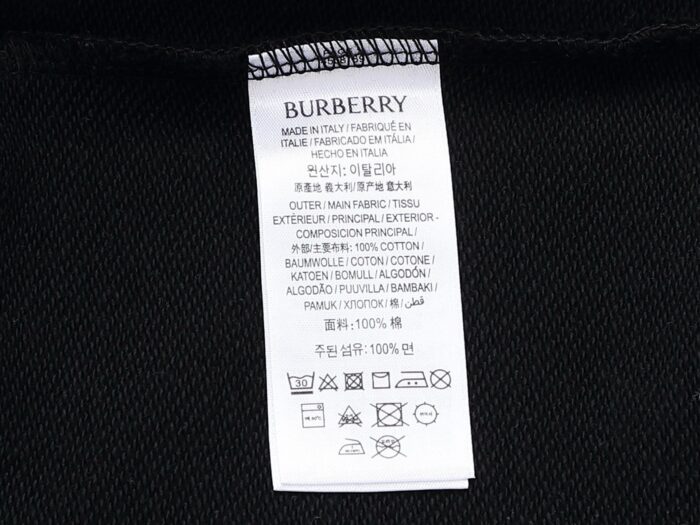 BURBERRY
MADE IN ITALY / FABRIQUÉ EN
ITALIE / FABRICADO EM ITÁLIA /
HECHO EN ITALIA
원산지: 이탈리아
原產地 義大利/原产地 意大利
OUTER / MAIN FABRIC / TISSU
EXTÉRIEUR / PRINCIPAL / EXTERIOR -
COMPOSICION PRINCIPAL /
外部/主要布料: 100% COTTON /
BAUMWOLLE / COTON / COTONE /
KATOEN / BOMULL / ALGODÓN /
ALGODÃO / PUUVILLA / BAMBAKI /
PAMUK / ХЛОПОК / 棉 / قطن
面料:100% 棉
주된 섬유:100% 면
30